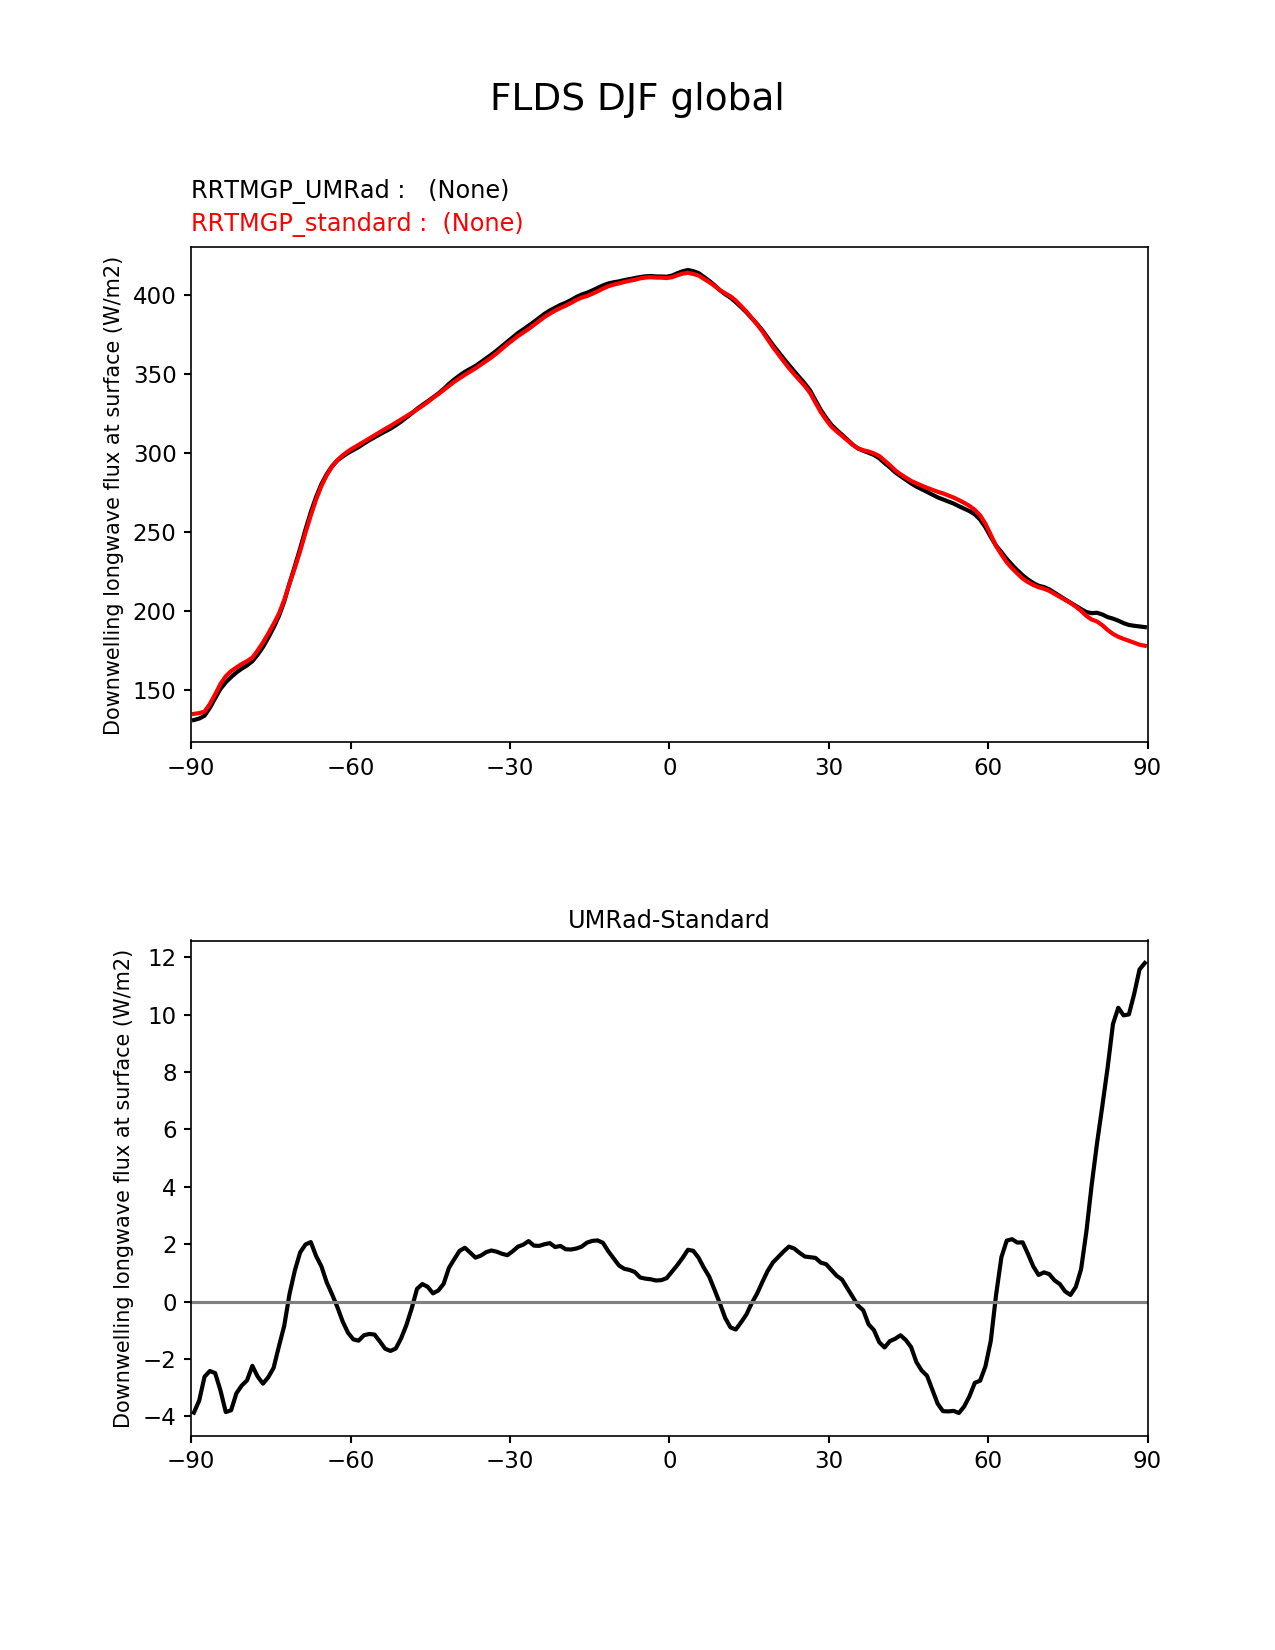 FLDS DJF global
RRTMGP_UMRad :   (None)
RRTMGP_standard :  (None)
Downwelling longwave flux at surface (W/m2)
400
350
300
250
200
150
−90 −60 −30 0 30 60 90
UMRad-Standard
Downwelling longwave flux at surface (W/m2)
12
10
8
6
4
2
0
−2
−4
−90 −60 −30 0 30 60 90